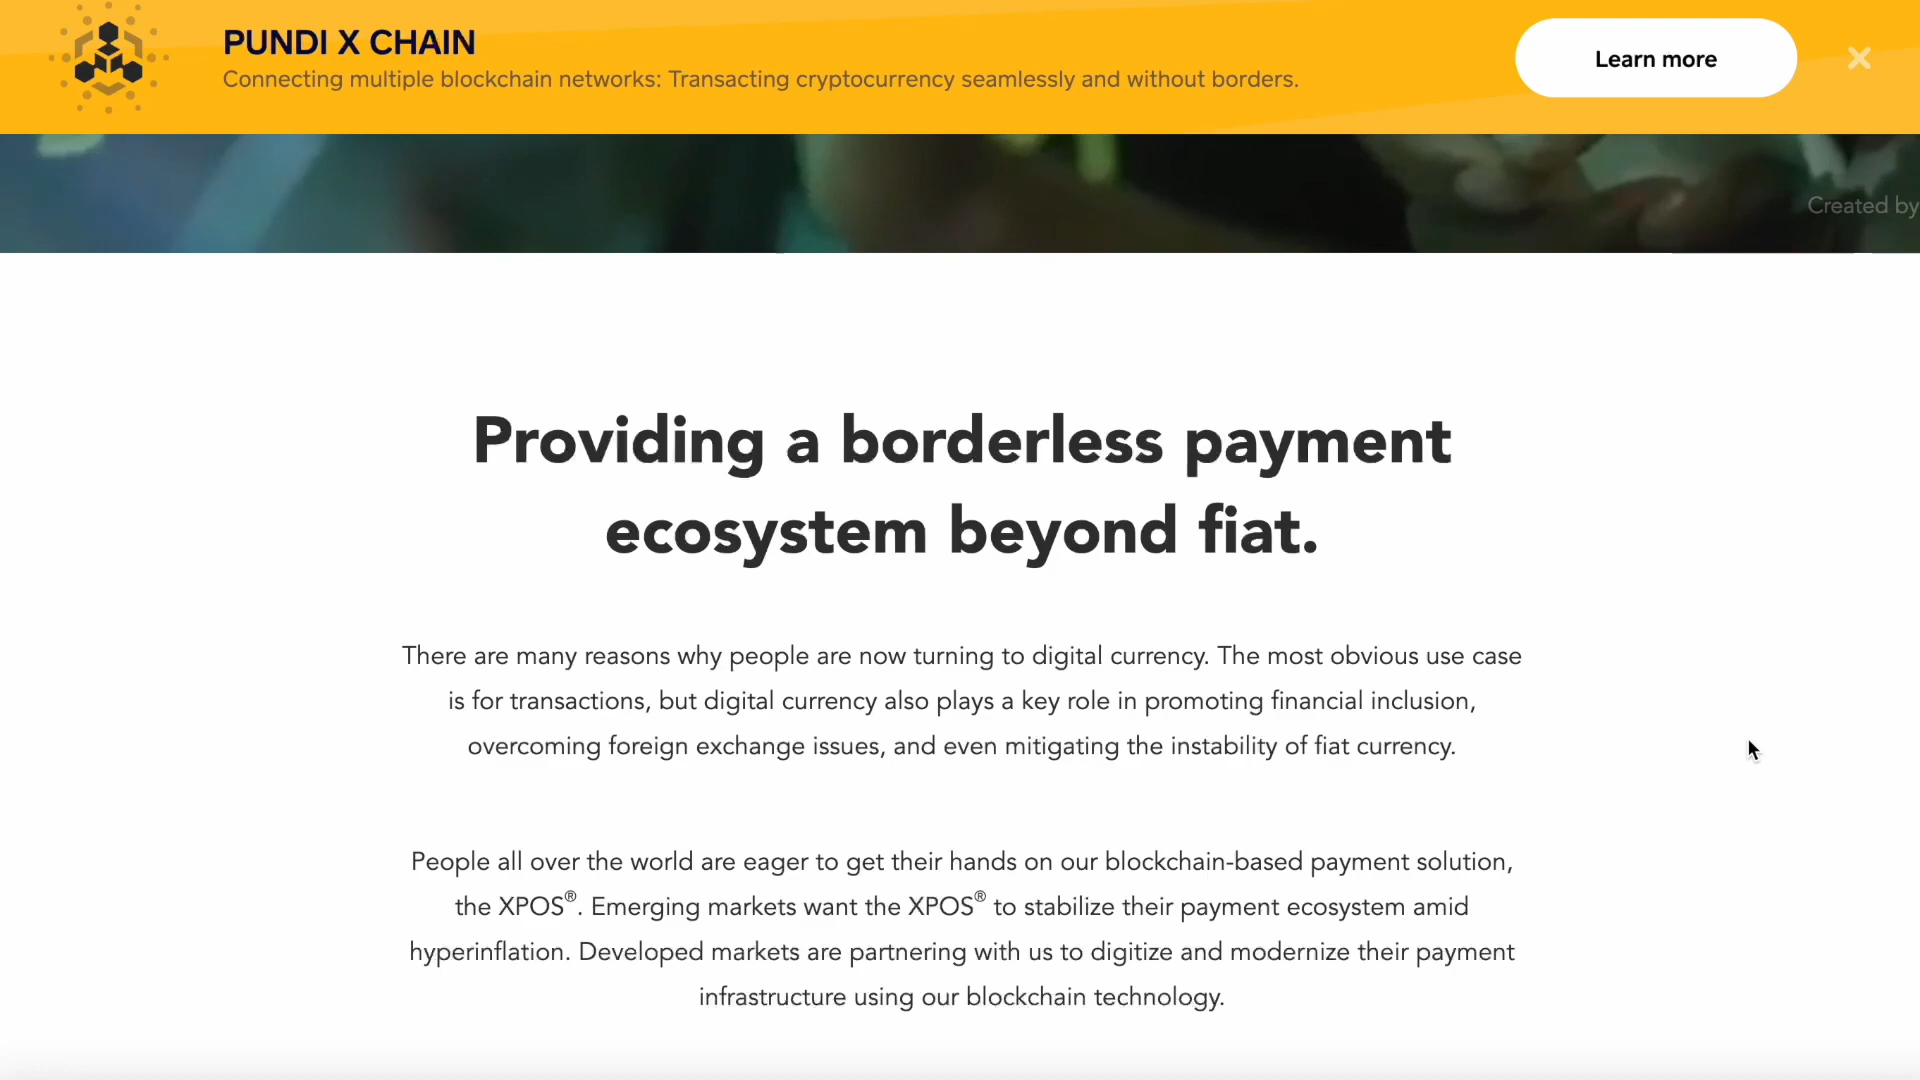 PUNDI X CHAIN
Connecting multiple blockchain networks: Transacting cryptocurrency seamlessly and without borders.
Learn more
Created by
Providing a borderless payment
ecosystem beyond fiat.
There are many reasons why people are now turning to digital currency. The most obvious use case
is for transactions, but digital currency also plays a key role in promoting financial inclusion,
overcoming foreign exchange issues, and even mitigating the instability of fiat currency.
People all over the world are eager to get their hands on our blockchain-based payment solution,
the XPOS®. Emerging markets want the XPOS® to stabilize their payment ecosystem amid
hyperinflation. Developed markets are partnering with us to digitize and modernize their payment
infrastructure using our blockchain technology.